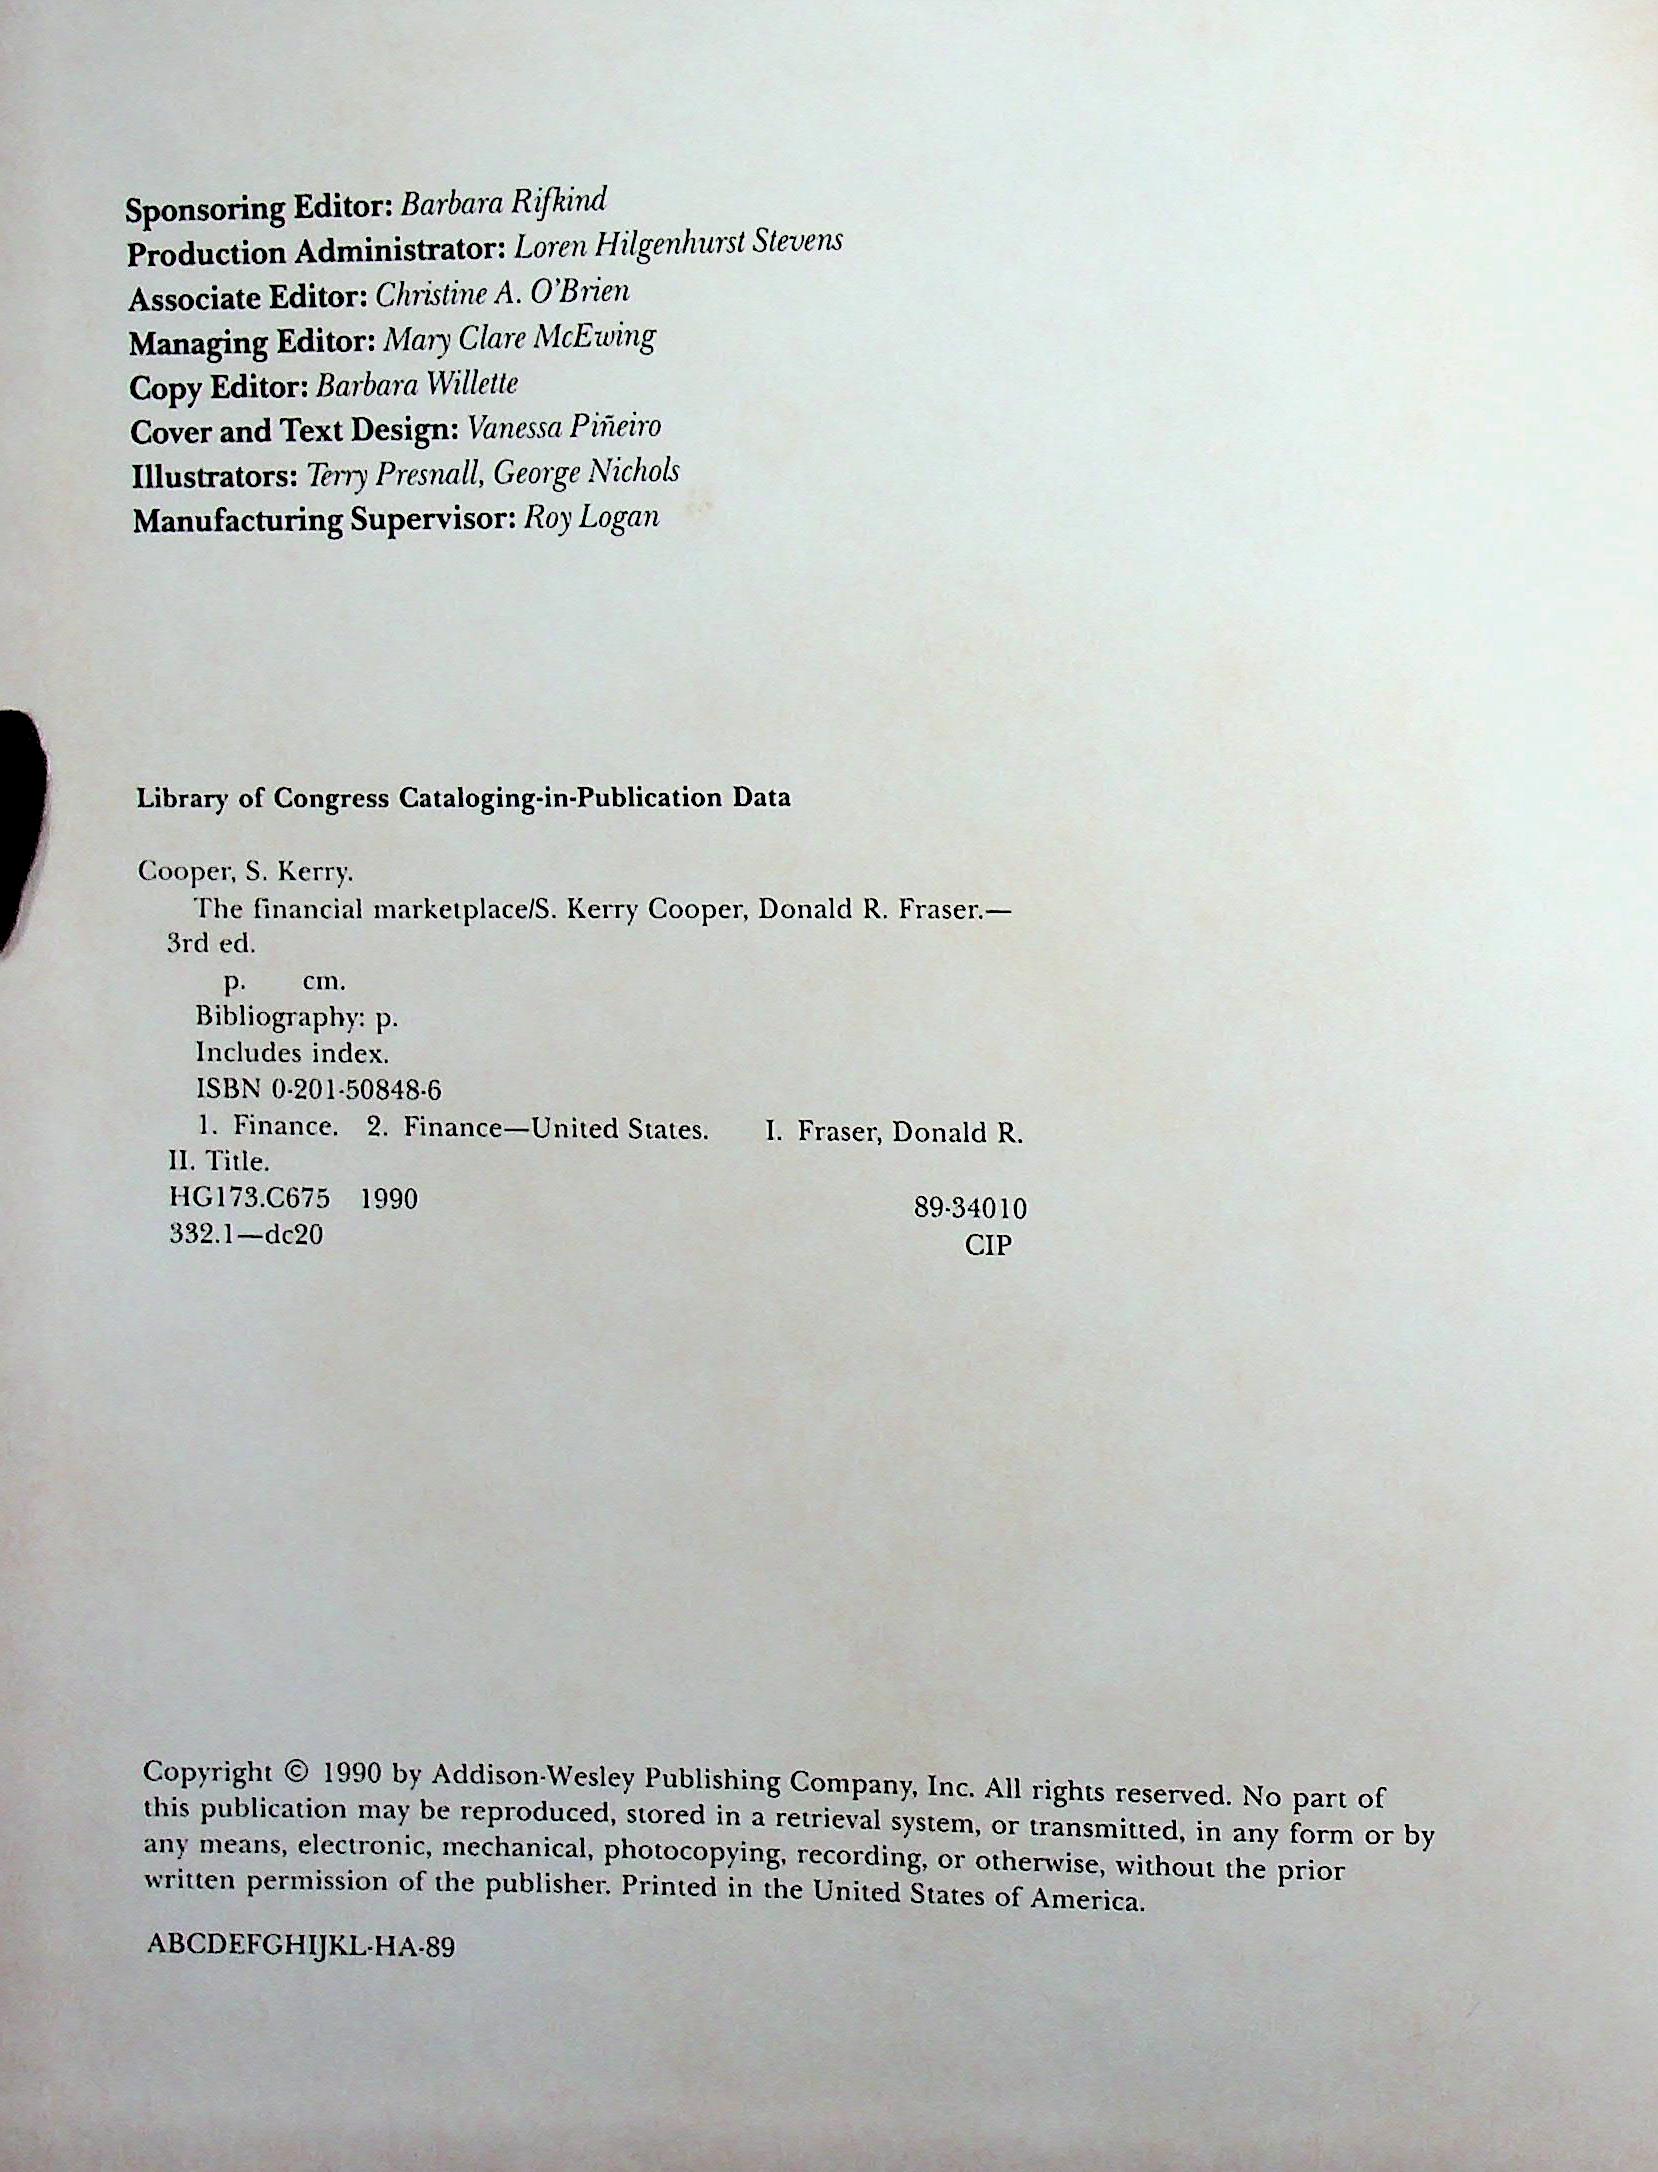 Sponsoring Editor: Barbara Rifkind
Production Administrator: Loren Hilgenhurst Stevens
Associate Editor: Christine A. O'Brien
Managing Editor: Mary Clare McEwing
Copy Editor: Barbara Willette
Cover and Text Design: Vanessa Piñeiro
Illustrators: Terry Presnall, George Nichols
Manufacturing Supervisor: Roy Logan
Library of Congress Cataloging-in-Publication Data
Cooper, S. Kerry.
The financial marketplace/S. Kerry Cooper, Donald R. Fraser.—
3rd ed.
p. cm.
Bibliography: p.
Includes index.
ISBN 0-201-50848-6
1. Finance. 2. Finance—United States. I. Fraser, Donald R.
II. Title.
HG173.C675 1990 89-34010
332.1—dc20 CIP
Copyright © 1990 by Addison-Wesley Publishing Company, Inc. All rights reserved. No part of
this publication may be reproduced, stored in a retrieval system, or transmitted, in any form or by
any means, electronic, mechanical, photocopying, recording, or otherwise, without the prior
written permission of the publisher. Printed in the United States of America.
ABCDEFGHIJKL-HA-89